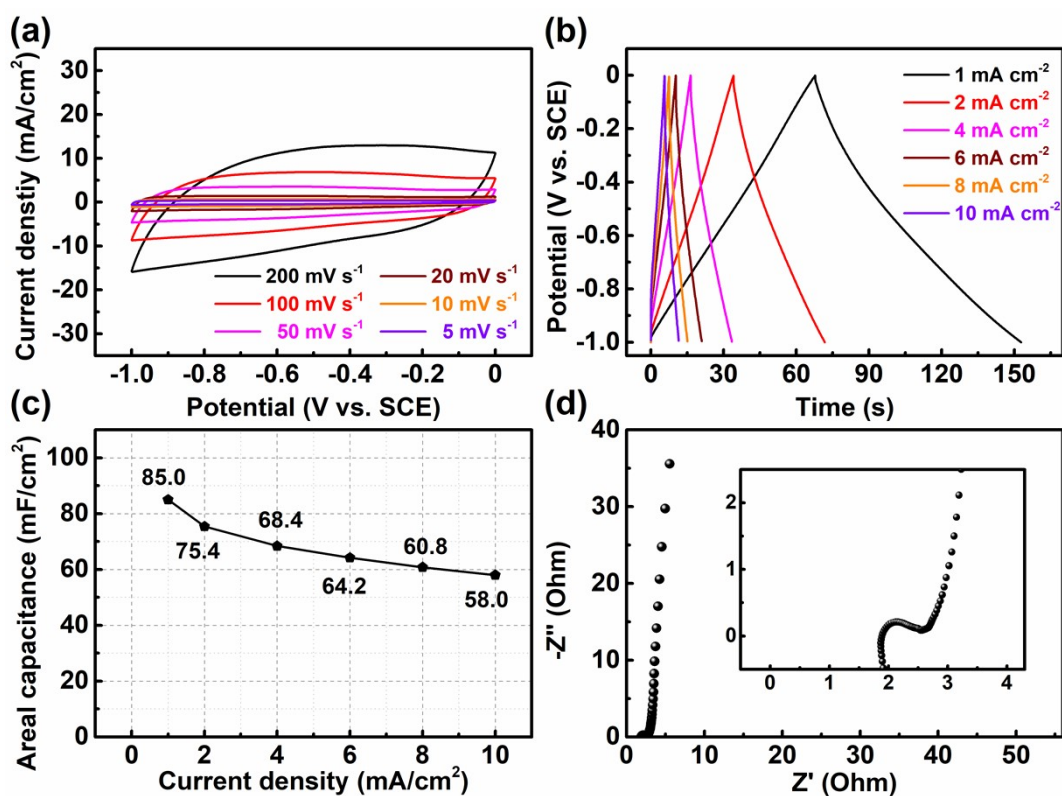 (a)
Current denstiy (mA/cm²)
30
20
10
0
-10
-20
-30
200 mV s⁻¹
100 mV s⁻¹
50 mV s⁻¹
20 mV s⁻¹
10 mV s⁻¹
5 mV s⁻¹
-1.0 -0.8 -0.6 -0.4 -0.2 0
Potential (V vs. SCE)
(b)
Potential (V vs. SCE)
0
-0.2
-0.4
-0.6
-0.8
-1.0
1 mA cm⁻²
2 mA cm⁻²
4 mA cm⁻²
6 mA cm⁻²
8 mA cm⁻²
10 mA cm⁻²
0 30 60 90 120 150
Time (s)
(c)
Areal capacitance (mF/cm²)
100
80
60
40
20
0
85.0
75.4
68.4
64.2
60.8
58.0
0 2 4 6 8 10
Current density (mA/cm²)
(d)
-Z'' (Ohm)
40
30
20
10
0
2
1
0
0 1 2 3 4
0 10 20 30 40 50
Z' (Ohm)